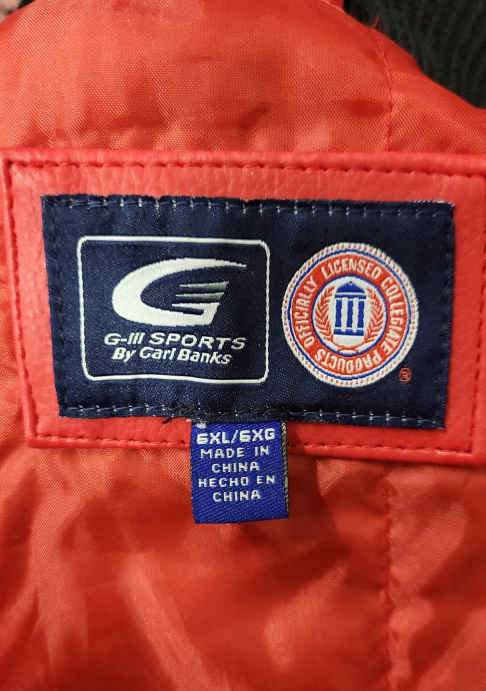 G-III SPORTS
By Carl Banks
OFFICIALLY LICENSED COLLEGIATE PRODUCTS
®
6XL/6XG
MADE IN
CHINA
HECHO EN
CHINA